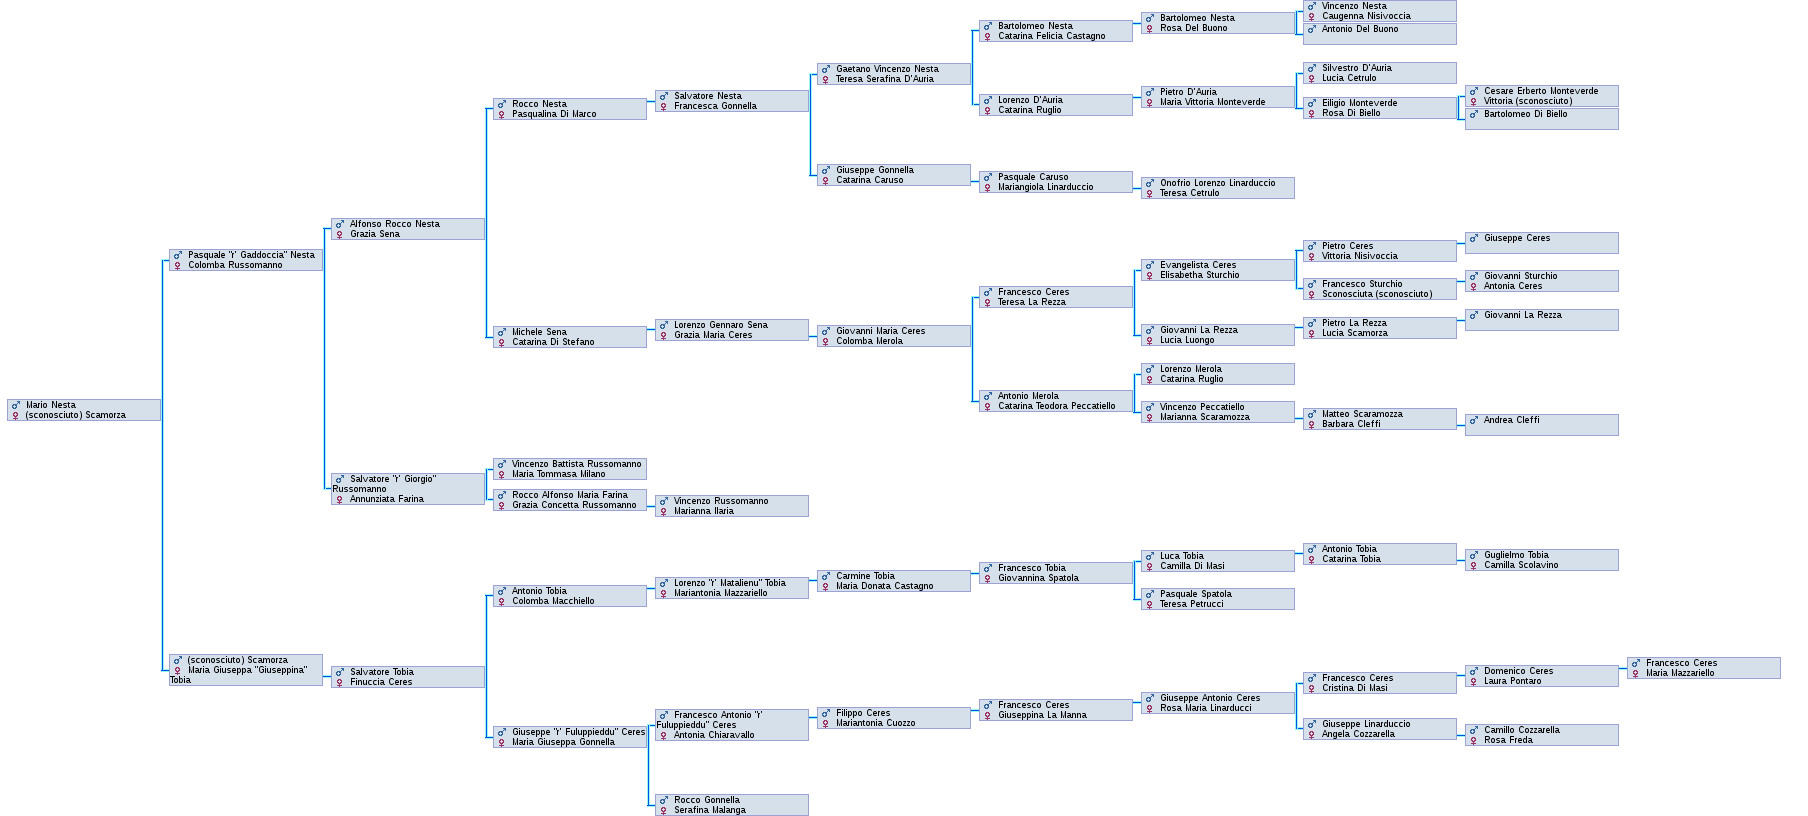 Mario Nesta
(sconosciuto) Scamorza
Pasquale "r' Gaddoccia" Nesta
Colomba Russomanno
(sconosciuto) Scamorza
Maria Giuseppa "Giuseppina"
Tobia
Alfonso Rocco Nesta
Grazia Sena
Salvatore "r' Giorgio"
Russomanno
Annunziata Farina
Salvatore Tobia
Finuccia Ceres
Rocco Nesta
Pasqualina Di Marco
Michele Sena
Catarina Di Stefano
Vincenzo Battista Russomanno
Maria Tommasa Milano
Rocco Alfonso Maria Farina
Grazia Concetta Russomanno
Antonio Tobia
Colomba Macchiello
Giuseppe "r' Fuluppieddu" Ceres
Maria Giuseppa Gonnella
Salvatore Nesta
Francesca Gonnella
Lorenzo Gennaro Sena
Grazia Maria Ceres
Vincenzo Russomanno
Marianna Ilaria
Lorenzo "r' Matalienu" Tobia
Mariantonia Mazzariello
Francesco Antonio "r'
Fuluppieddu" Ceres
Antonia Chiaravallo
Rocco Gonnella
Serafina Malanga
Gaetano Vincenzo Nesta
Teresa Serafina D'Auria
Giuseppe Gonnella
Catarina Caruso
Giovanni Maria Ceres
Colomba Merola
Carmine Tobia
Maria Donata Castagno
Filippo Ceres
Mariantonia Cuozzo
Bartolomeo Nesta
Catarina Felicia Castagno
Lorenzo D'Auria
Catarina Ruglio
Pasquale Caruso
Mariangiola Linarduccio
Francesco Ceres
Teresa La Rezza
Antonio Merola
Catarina Teodora Peccatiello
Francesco Tobia
Giovannina Spatola
Francesco Ceres
Giuseppina La Manna
Bartolomeo Nesta
Rosa Del Buono
Pietro D'Auria
Maria Vittoria Monteverde
Onofrio Lorenzo Linarduccio
Teresa Cetrulo
Evangelista Ceres
Elisabetha Sturchio
Giovanni La Rezza
Lucia Luongo
Lorenzo Merola
Catarina Ruglio
Vincenzo Peccatiello
Marianna Scaramozza
Luca Tobia
Camilla Di Masi
Pasquale Spatola
Teresa Petrucci
Giuseppe Antonio Ceres
Rosa Maria Linarducci
Vincenzo Nesta
Caugenna Nisivoccia
Antonio Del Buono
Silvestro D'Auria
Lucia Cetrulo
Eiligio Monteverde
Rosa Di Biello
Pietro Ceres
Vittoria Nisivoccia
Francesco Sturchio
Sconosciuta (sconosciuto)
Pietro La Rezza
Lucia Scamorza
Matteo Scaramozza
Barbara Cleffi
Antonio Tobia
Catarina Tobia
Francesco Ceres
Cristina Di Masi
Giuseppe Linarduccio
Angela Cozzarella
Cesare Erberto Monteverde
Vittoria (sconosciuto)
Bartolomeo Di Biello
Giuseppe Ceres
Giovanni Sturchio
Antonia Ceres
Giovanni La Rezza
Andrea Cleffi
Guglielmo Tobia
Camilla Scolavino
Domenico Ceres
Laura Pontaro
Camillo Cozzarella
Rosa Freda
Francesco Ceres
Maria Mazzariello